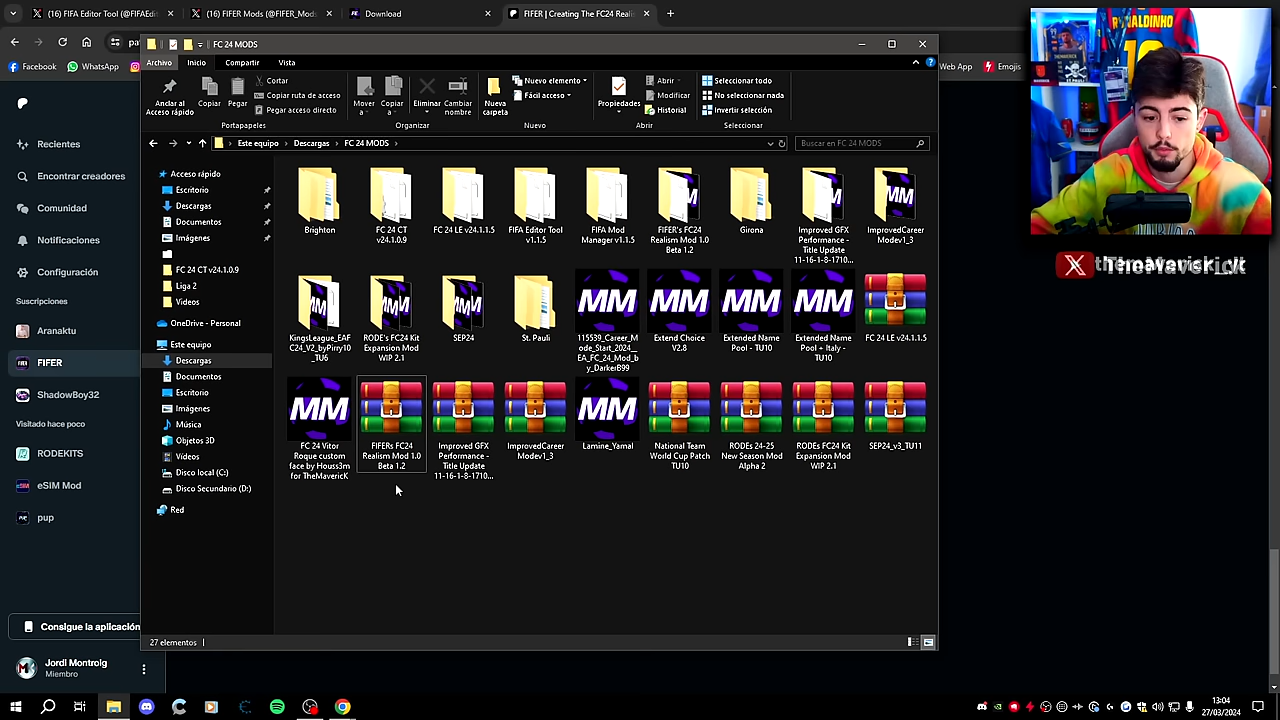 (16) FIFA Editor Tool (@FIFAEdi
(16) FIFER Mods (@FIFER_Mods
Download
FIFER | Creating The FC24 Reali
Facebook
WhatsApp
Web App
Emojis
FC 24 MODS
Archivo
Inicio
Compartir
Vista
Anclar al
Acceso rápido
Copiar
Pegar
Cortar
Copiar ruta de acceso
Pegar acceso directo
Mover
a
Copiar
a
Eliminar
Cambiar
nombre
Nueva
carpeta
Nuevo elemento
Fácil acceso
Propiedades
Abrir
Modificar
Historial
Seleccionar todo
No seleccionar nada
Invertir selección
Portapapeles
Organizar
Nuevo
Abrir
Seleccionar
Este equipo
Descargas
FC 24 MODS
Buscar en FC 24 MODS
Recientes
Encontrar creadores
Comunidad
Notificaciones
Configuración
Suscripciones
Aranaktu
FIFER
ShadowBoy32
Visitado hace poco
RODEKITS
eSIM Mod
pup
Consigue la aplicación
Jordi Montroig
Miembro
Acceso rápido
Escritorio
Descargas
Documentos
Imágenes
FC 24 CT v24.1.0.9
Liga 2
Videos
OneDrive - Personal
Este equipo
Descargas
Documentos
Escritorio
Imágenes
Música
Objetos 3D
Vídeos
Disco local (C:)
Disco Secundario (D:)
Red
Brighton
FC 24 CT
v24.1.0.9
FC 24 LE v24.1.1.5
FIFA Editor Tool
v1.1.5
FIFA Mod
Manager v1.1.5
FIFER's FC24
Realism Mod 1.0
Beta 1.2
Girona
Improved GFX
Performance -
Title Update
11-16-1-8-1710...
ImprovedCareer
Modev1_3
KingsLeague_EAF
C24_V2_byPirry10
_TU6
RODE's FC24 Kit
Expansion Mod
WIP 2.1
SEP24
St. Pauli
115539_Career_M
ode_Start_2024__
EA_FC_24_Mod_b
y_DarkerB99
Extend Choice
V2.8
Extended Name
Pool - TU10
Extended Name
Pool + Italy -
TU10
FC 24 LE v24.1.1.5
FC 24 Vitor
Roque custom
face by Houss3m
for TheMavericK
FIFERs FC24
Realism Mod 1.0
Beta 1.2
Improved GFX
Performance -
Title Update
11-16-1-8-1710...
ImprovedCareer
Modev1_3
Lamine_Yamal
National Team
World Cup Patch
TU10
RODEs 24-25
New Season Mod
Alpha 2
RODEs FC24 Kit
Expansion Mod
WIP 2.1
SEP24_v3_TU11
27 elementos
RONALDINHO
10
ST. PAULI
13:04
27/03/2024